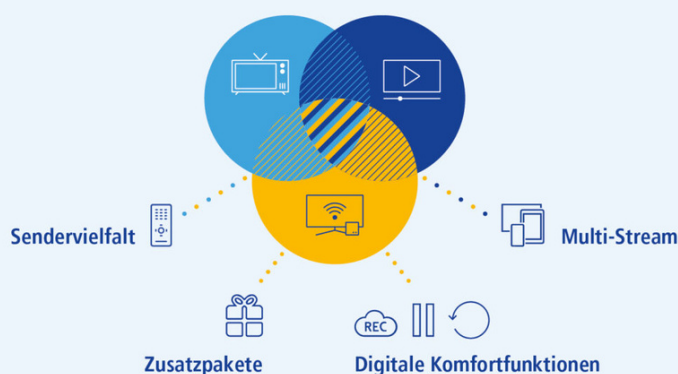 Sendervielfalt
Multi-Stream
REC
Zusatzpakete
Digitale Komfortfunktionen